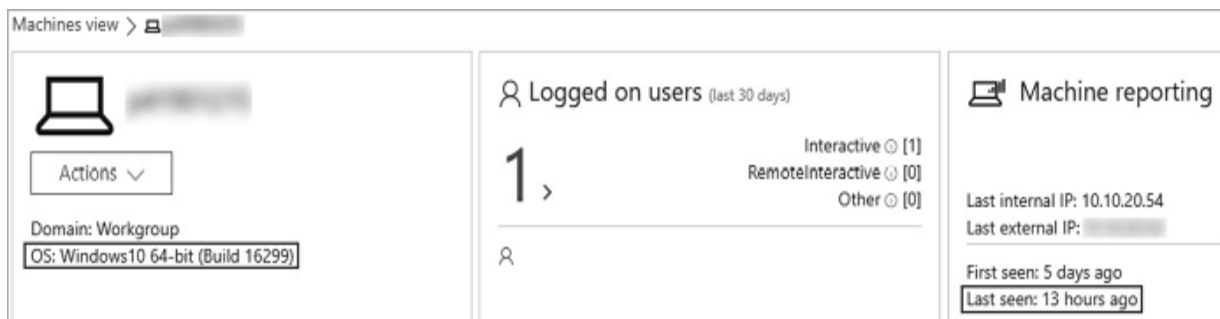 Machines view >
Actions
Domain: Workgroup
OS: Windows10 64-bit (Build 16299)
Logged on users (last 30 days)
1 >
Interactive [1]
RemoteInteractive [0]
Other [0]
Machine reporting
Last internal IP: 10.10.20.54
Last external IP:
First seen: 5 days ago
Last seen: 13 hours ago